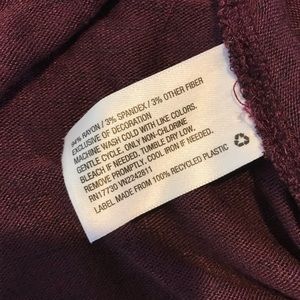 94% RAYON / 3% SPANDEX / 3% OTHER FIBER
EXCLUSIVE OF DECORATION
MACHINE WASH COLD WITH LIKE COLORS.
GENTLE CYCLE. ONLY NON-CHLORINE
BLEACH IF NEEDED. TUMBLE DRY LOW.
REMOVE PROMPTLY. COOL IRON IF NEEDED.
RN17730 VN2242811
LABEL MADE FROM 100% RECYCLED PLASTIC